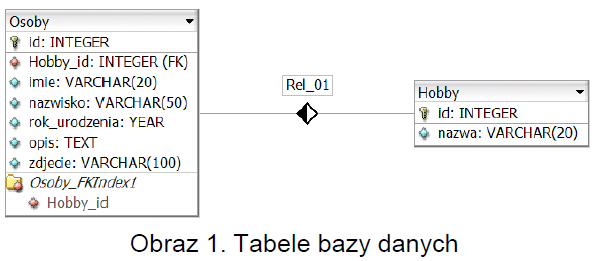 Osoby
id: INTEGER
Hobby_id: INTEGER (FK)
imie: VARCHAR(20)
nazwisko: VARCHAR(50)
rok_urodzenia: YEAR
opis: TEXT
zdjecie: VARCHAR(100)
Osoby_FKIndex1
Hobby_id
Rel_01
Hobby
id: INTEGER
nazwa: VARCHAR(20)
Obraz 1. Tabele bazy danych